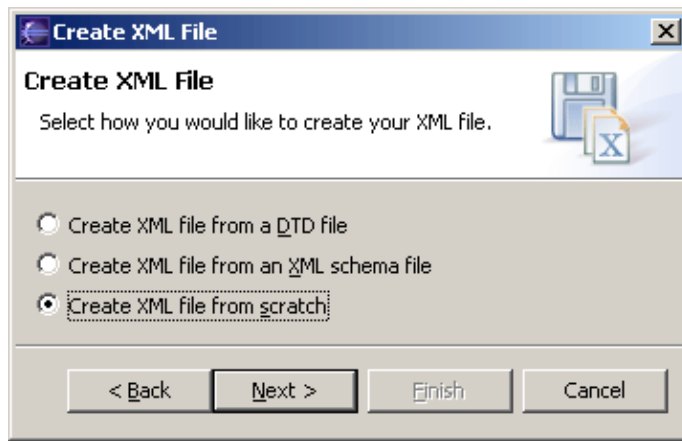 Create XML File
Create XML File
Select how you would like to create your XML file.
X
Create XML file from a DTD file
Create XML file from an XML schema file
Create XML file from scratch
< Back Next > Finish Cancel